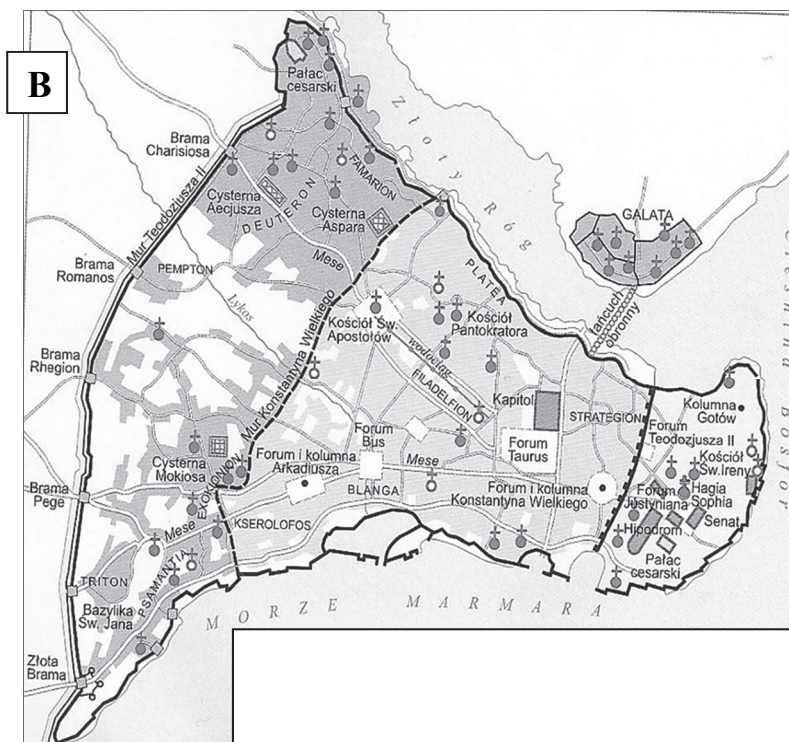 B
Pałac
cesarski
Złoty Róg
Brama
Charisiosa
Mur Teodozjusza II
FAMARION
Cysterna
Aecjusza
DEUTERON
Cysterna
Aspara
Mese
GALATA
Cieśnina Bosfor
Brama
Romanos
PEMPTON
Lykos
PLATEA
łańcuch
obronny
Kościół Św.
Apostołów
Kościół
Pantokratora
Mur Konstantyna Wielkiego
wodociąg
FILADELFION
Brama
Rhegion
Kapitol
STRATEGION
Kolumna
Gotów
Forum
Teodozjusza II
Forum
Bus
Forum
Taurus
Kościół
Św.Ireny
Cysterna
Mokiosa
EXOKIONION
Forum i kolumna
Arkadiusza
Mese
BLANGA
Forum i kolumna
Konstantyna Wielkiego
Forum
Justyniana
Hagia
Sophia
Hipodrom
Senat
Pałac
cesarski
Brama
Pege
Mese
KSEROLOFOS
TRITON
PSAMANTIA
Bazylika
Św. Jana
MORZE MARMARA
Złota
Brama